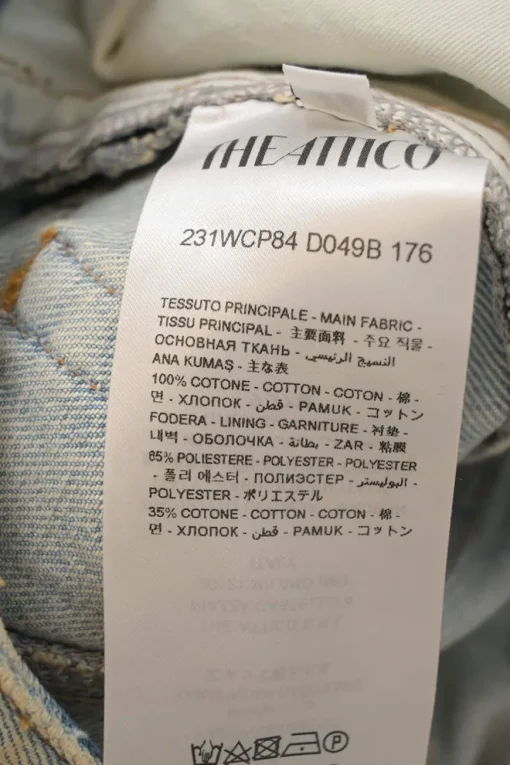 THE ATTICO
231WCP84 D049B 176
TESSUTO PRINCIPALE - MAIN FABRIC -
TISSU PRINCIPAL - 主要面料 - 주요 직물 -
ОСНОВНАЯ ТКАНЬ - النسيج الرئيسي
ANA KUMAŞ - 主な表
100% COTONE - COTTON - COTON - 棉 -
면 - ХЛОПОК - قطن - PAMUK - コットン
FODERA - LINING - GARNITURE - 衬垫 -
내벽 - ОБОЛОЧКА - بطانة - ZAR - 粘膜
65% POLIESTERE - POLYESTER - POLYESTER
- 폴리 에스터 - ПОЛИЭСТЕР - البوليستر -
POLYESTER - ポリエステル
35% COTONE - COTTON - COTON - 棉 -
면 - ХЛОПОК - قطن - PAMUK - コットン
P